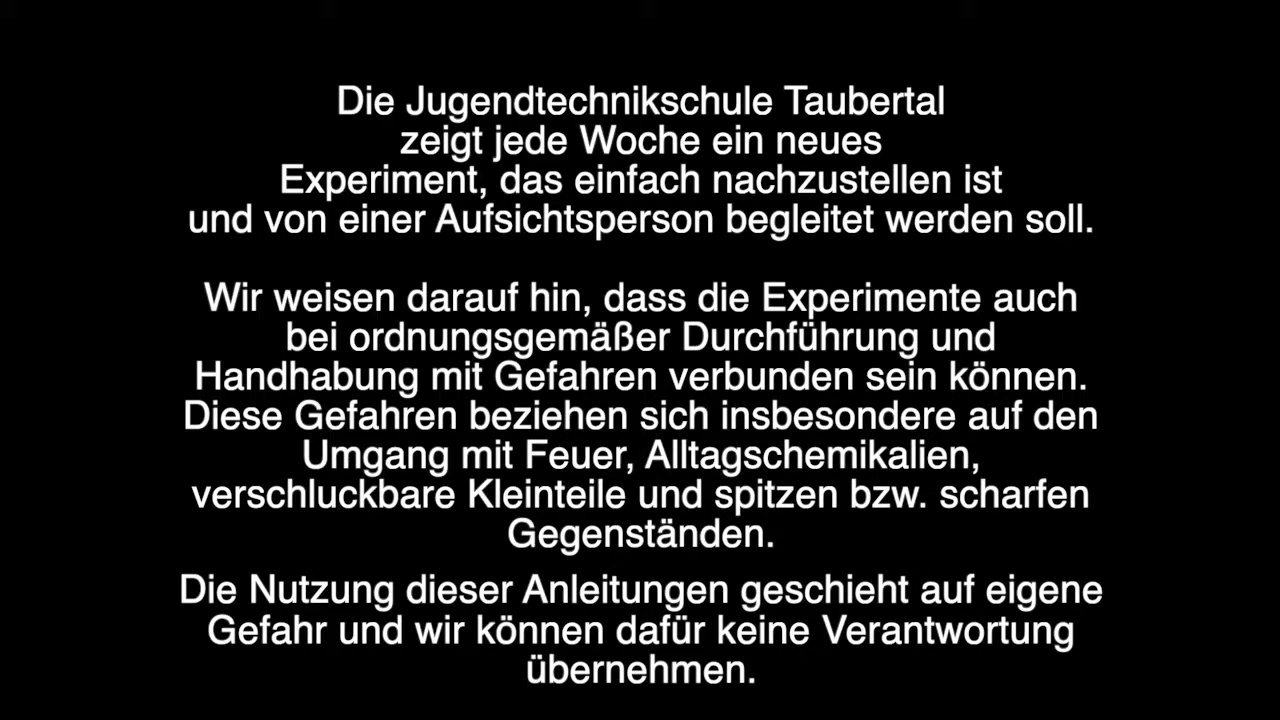 Die Jugendtechnikschule Taubertal
zeigt jede Woche ein neues
Experiment, das einfach nachzustellen ist
und von einer Aufsichtsperson begleitet werden soll.
Wir weisen darauf hin, dass die Experimente auch
bei ordnungsgemäßer Durchführung und
Handhabung mit Gefahren verbunden sein können.
Diese Gefahren beziehen sich insbesondere auf den
Umgang mit Feuer, Alltagschemikalien,
verschluckbare Kleinteile und spitzen bzw. scharfen
Gegenständen.
Die Nutzung dieser Anleitungen geschieht auf eigene
Gefahr und wir können dafür keine Verantwortung
übernehmen.